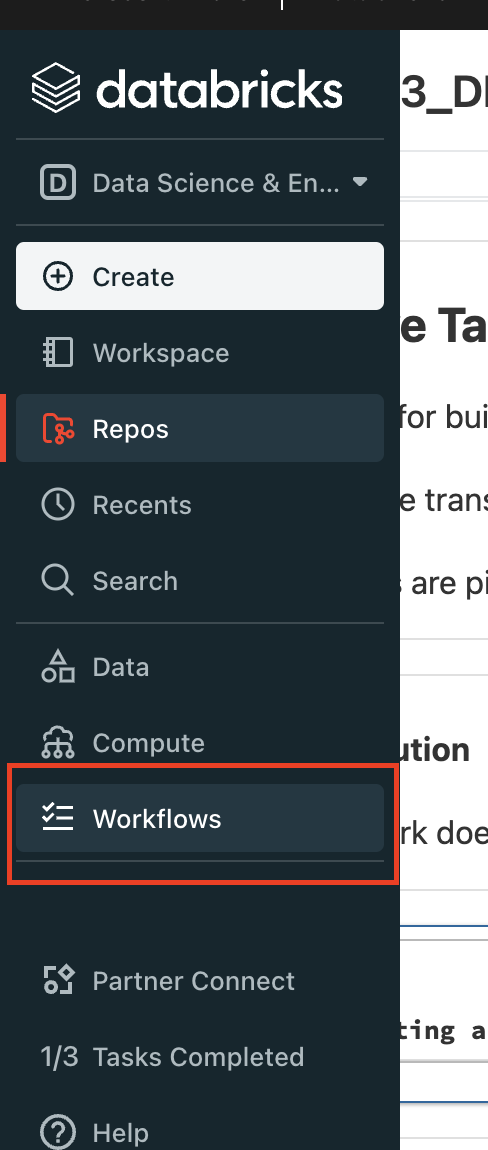 databricks
3_D
D Data Science & En...
Create
e Ta
Workspace
Repos
for bui
Recents
e trans
Search
s are pi
Data
Compute
ution
Workflows
rk doe
Partner Connect
ting a
1/3 Tasks Completed
Help